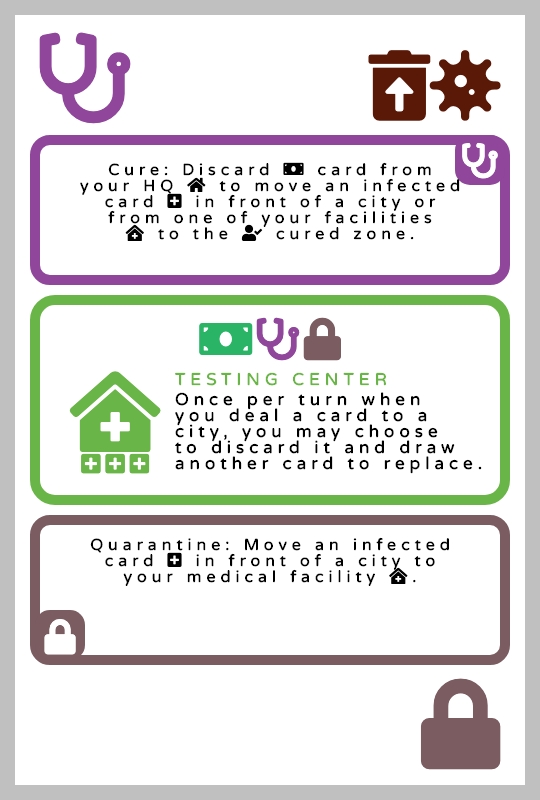 Cure: Discard card from
your HQ to move an infected
card in front of a city or
from one of your facilities
to the cured zone.
TESTING CENTER
Once per turn when
you deal a card to a
city, you may choose
to discard it and draw
another card to replace.
Quarantine: Move an infected
card in front of a city to
your medical facility .